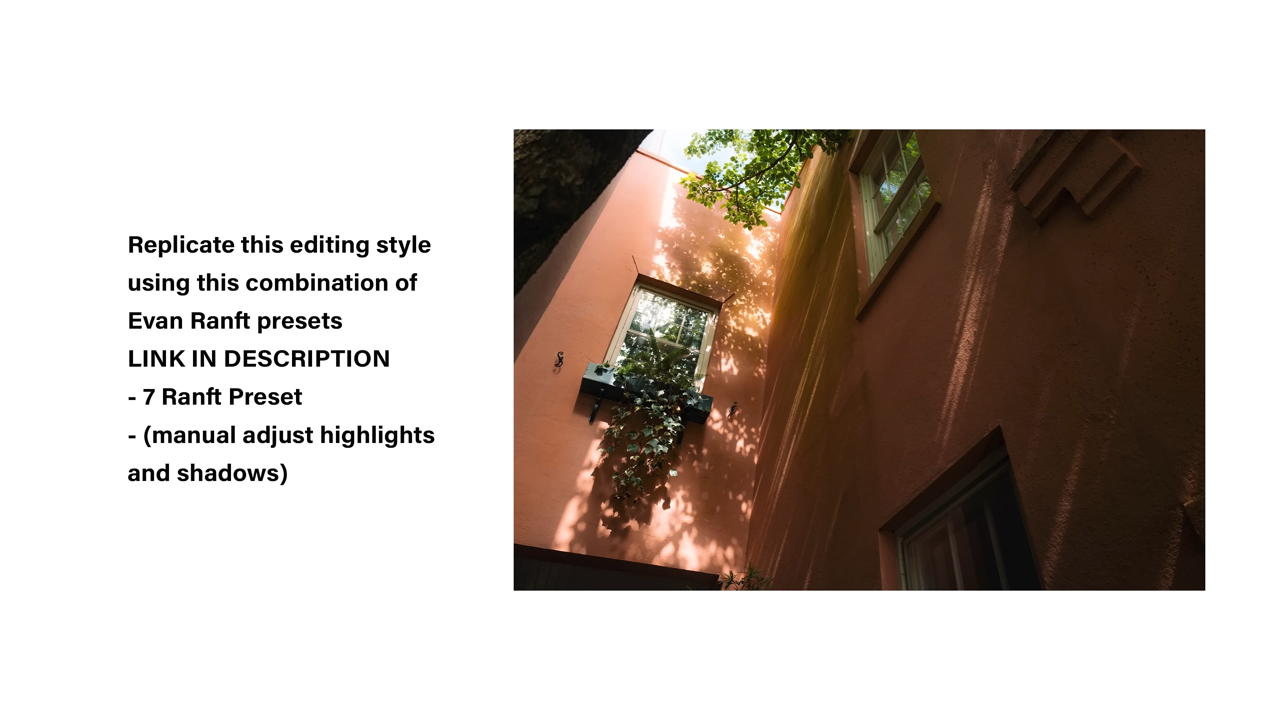 Replicate this editing style
using this combination of
Evan Ranft presets
LINK IN DESCRIPTION
- 7 Ranft Preset
- (manual adjust highlights
and shadows)